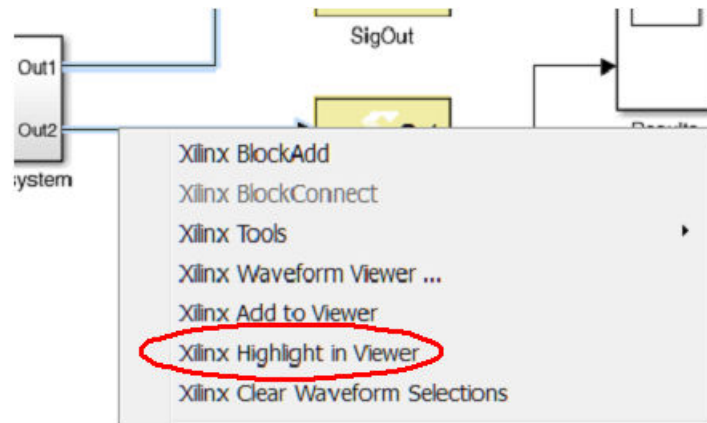 SigOut
Out1
Out2
ystem
Xilinx BlockAdd
Xilinx BlockConnect
Xilinx Tools
Xilinx Waveform Viewer ...
Xilinx Add to Viewer
Xilinx Highlight in Viewer
Xilinx Clear Waveform Selections